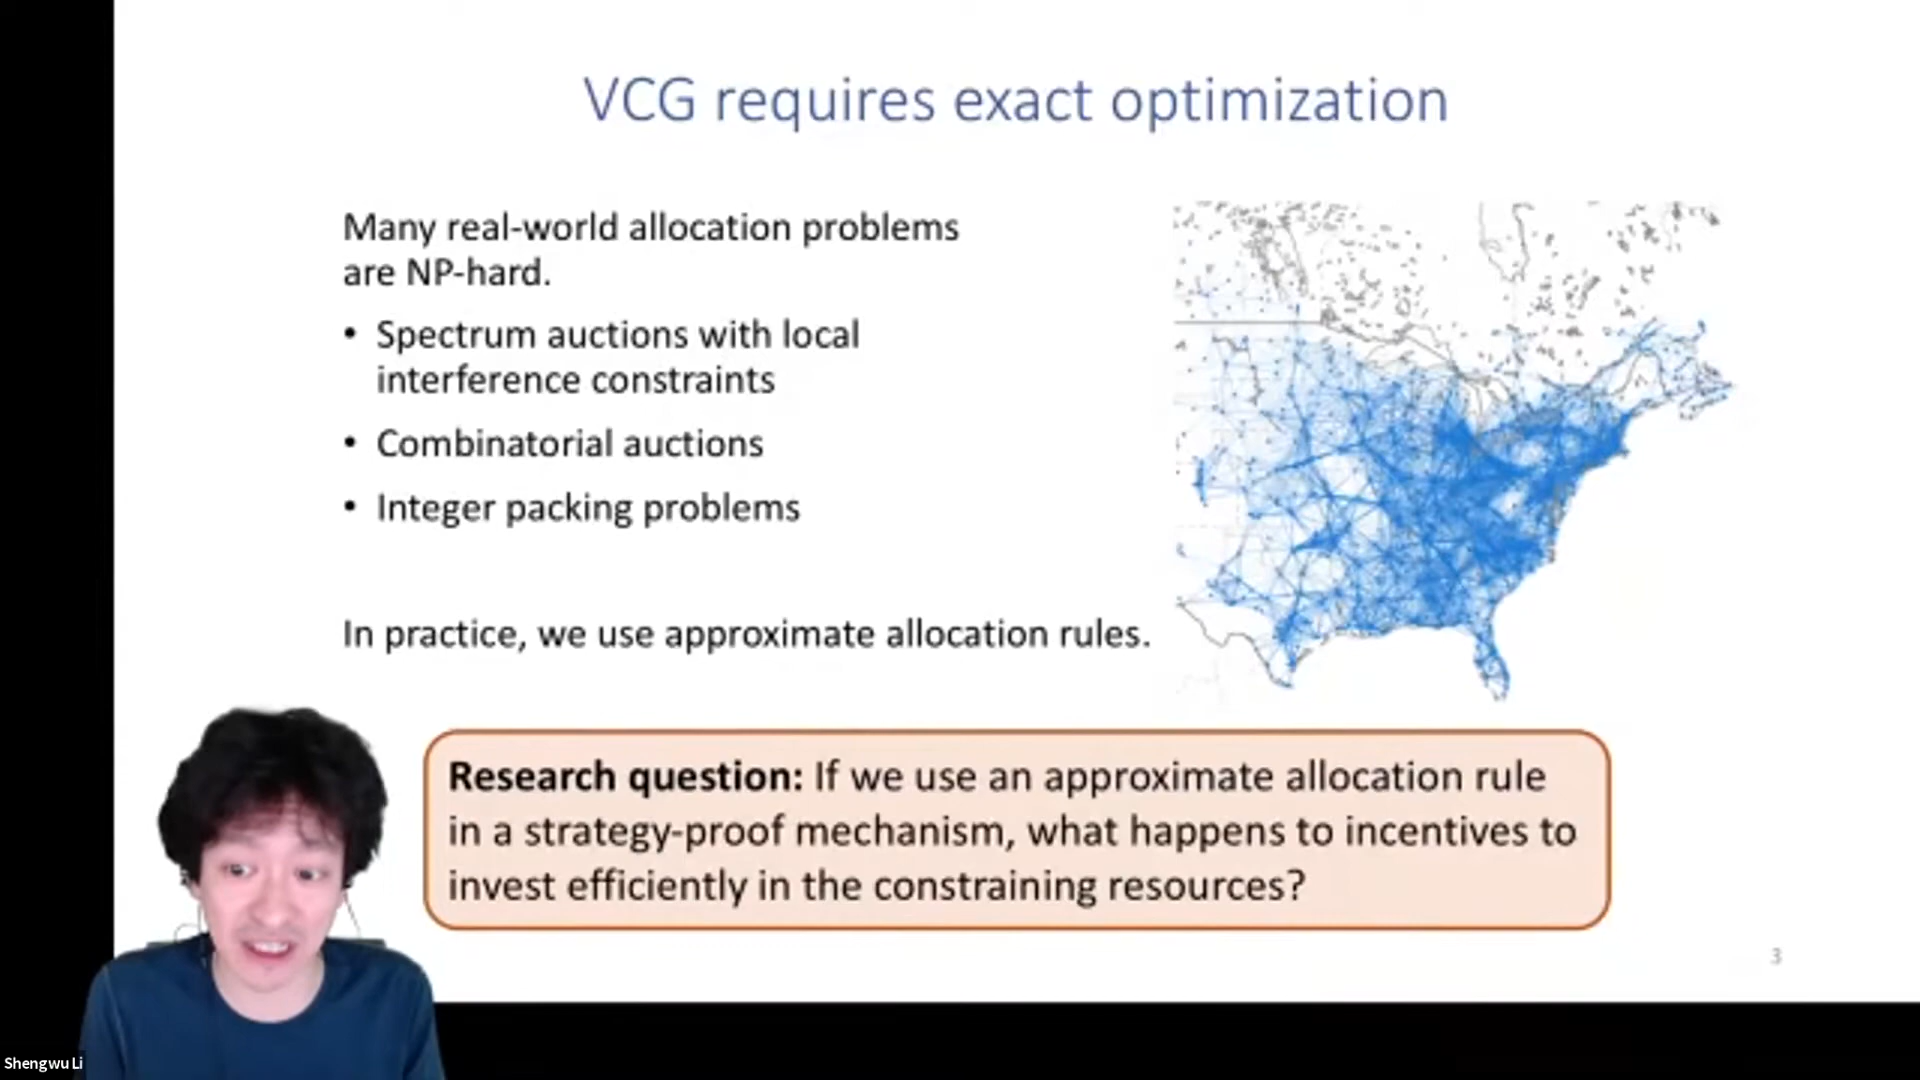 VCG requires exact optimization
Many real-world allocation problems
are NP-hard.
• Spectrum auctions with local
interference constraints
• Combinatorial auctions
• Integer packing problems
In practice, we use approximate allocation rules.
Research question: If we use an approximate allocation rule
in a strategy-proof mechanism, what happens to incentives to
invest efficiently in the constraining resources?
3
Shengwu Li